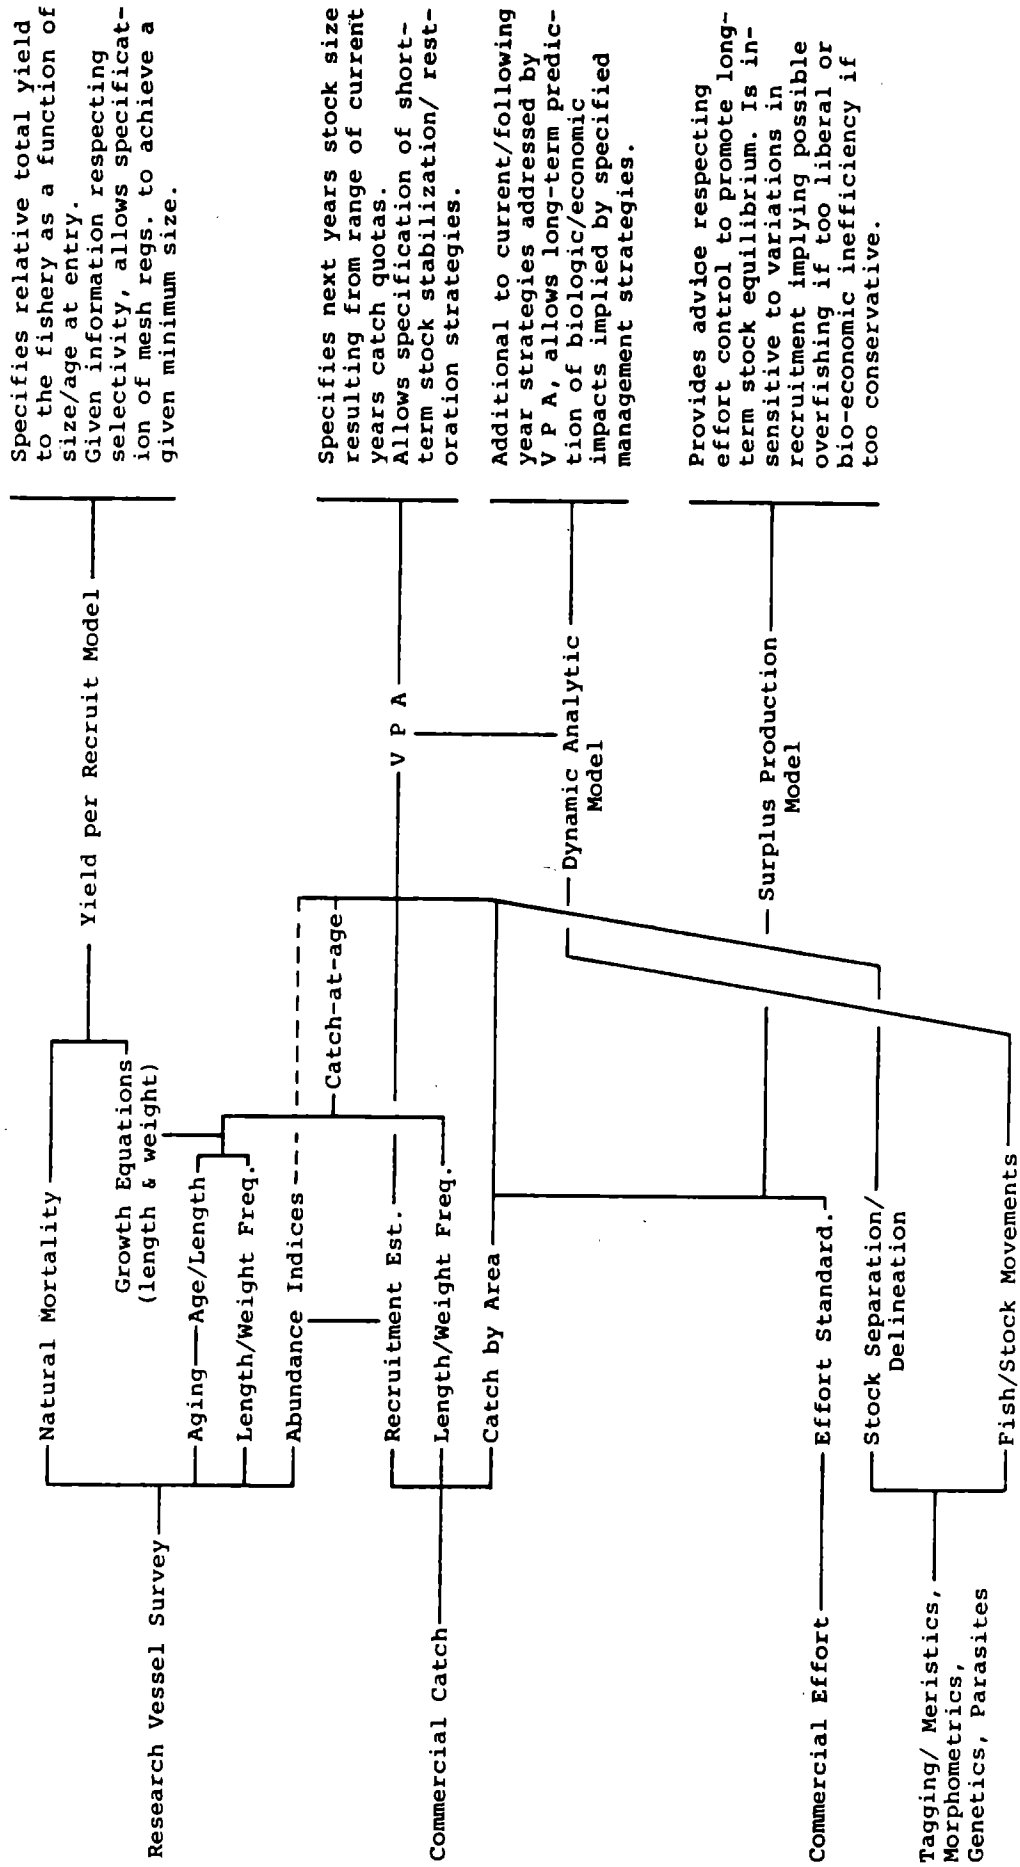 Research Vessel Survey
Commercial Catch
Commercial Effort
Tagging/ Meristics,
Morphometrics,
Genetics, Parasites
Natural Mortality
Growth Equations
(length & weight)
Aging
Age/Length
Length/Weight Freq.
Abundance Indices
Recruitment Est.
Length/Weight Freq.
Catch by Area
Effort Standard.
Stock Separation/
Delineation
Fish/Stock Movements
Catch-at-age
Yield per Recruit Model
V P A
Dynamic Analytic
Model
Surplus Production
Model
Specifies relative total yield
to the fishery as a function of
size/age at entry.
Given information respecting
selectivity, allows specificat-
ion of mesh regs. to achieve a
given minimum size.
Specifies next years stock size
resulting from range of current
years catch quotas.
Allows specification of short-
term stock stabilization/ rest-
oration strategies.
Additional to current/following
year strategies addressed by
V P A, allows long-term predic-
tion of biologic/economic
impacts implied by specified
management strategies.
Provides advice respecting
effort control to promote long-
term stock equilibrium. Is in-
sensitive to variations in
recruitment implying possible
overfishing if too liberal or
bio-economic inefficiency if
too conservative.